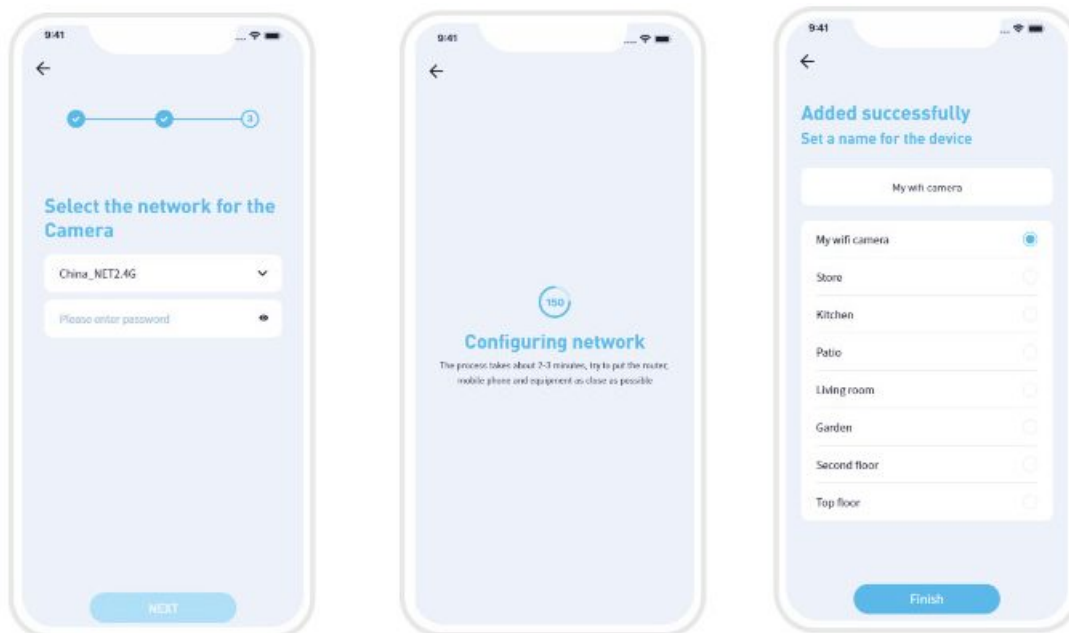 9:41
3
Select the network for the
Camera
China_NET2.4G
Please enter password
NEXT
9:41
150
Configuring network
The process takes about 2-3 minutes, try to put the router,
mobile phone and equipment as close as possible
9:41
Added successfully
Set a name for the device
My wifi camera
My wifi camera
Store
Kitchen
Patio
Living room
Garden
Second floor
Top floor
Finish